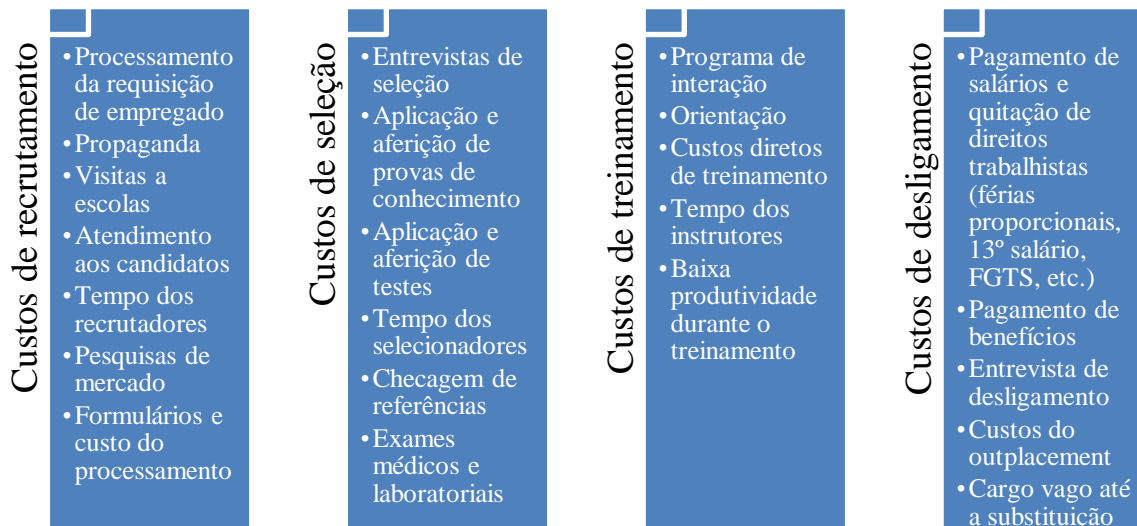 Custos de recrutamento
•Processamento
da requisição
de empregado
•Propaganda
•Visitas a
escolas
•Atendimento
aos candidatos
•Tempo dos
recrutadores
•Pesquisas de
mercado
•Formulários e
custo do
processamento
Custos de seleção
•Entrevistas de
seleção
•Aplicação e
aferição de
provas de
conhecimento
•Aplicação e
aferição de
testes
•Tempo dos
selecionadores
•Checagem de
referências
•Exames
médicos e
laboratoriais
Custos de treinamento
•Programa de
interação
•Orientação
•Custos diretos
de treinamento
•Tempo dos
instrutores
•Baixa
produtividade
durante o
treinamento
Custos de desligamento
•Pagamento de
salários e
quitação de
direitos
trabalhistas
(férias
proporcionais,
13º salário,
FGTS, etc.)
•Pagamento de
benefícios
•Entrevista de
desligamento
•Custos do
outplacement
•Cargo vago até
a substituição